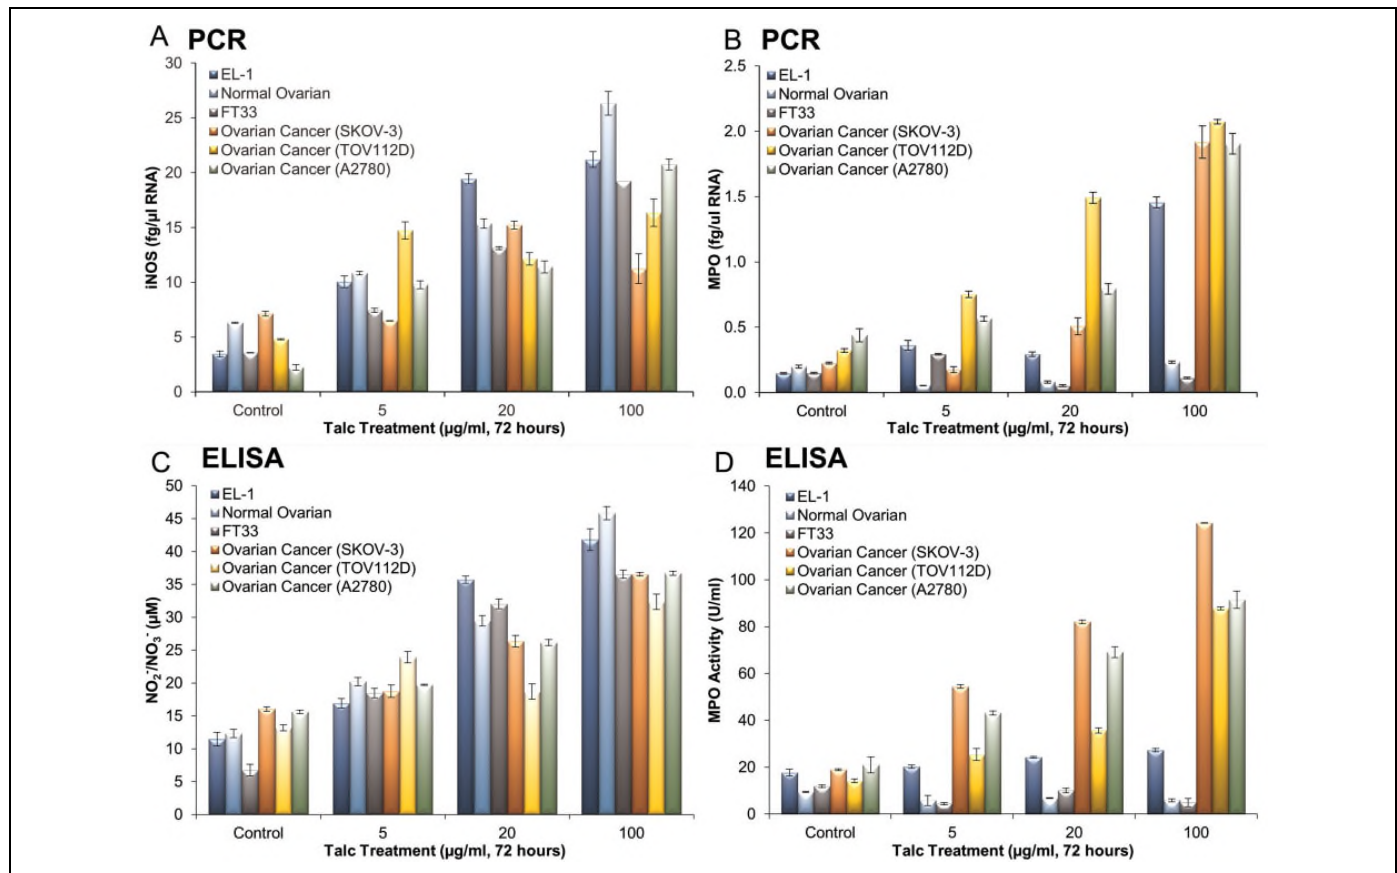 A PCR
30
25
20
15
10
5
0
iNOS (fg/µl RNA)
EL-1
Normal Ovarian
FT33
Ovarian Cancer (SKOV-3)
Ovarian Cancer (TOV112D)
Ovarian Cancer (A2780)
Control 5 20 100
Talc Treatment (µg/ml, 72 hours)
B PCR
2.5
2.0
1.5
1.0
0.5
0.0
MPO (fg/ul RNA)
EL-1
Normal Ovarian
FT33
Ovarian Cancer (SKOV-3)
Ovarian Cancer (TOV112D)
Ovarian Cancer (A2780)
Control 5 20 100
Talc Treatment (µg/ml, 72 hours)
C ELISA
50
45
40
35
30
25
20
15
10
5
0
NO₂⁻/NO₃⁻ (µM)
EL-1
Normal Ovarian
FT33
Ovarian Cancer (SKOV-3)
Ovarian Cancer (TOV112D)
Ovarian Cancer (A2780)
Control 5 20 100
Talc Treatment (µg/ml, 72 hours)
D ELISA
140
120
100
80
60
40
20
0
MPO Activity (U/ml)
EL-1
Normal Ovarian
FT33
Ovarian Cancer (SKOV-3)
Ovarian Cancer (TOV112D)
Ovarian Cancer (A2780)
Control 5 20 100
Talc Treatment (µg/ml, 72 hours)